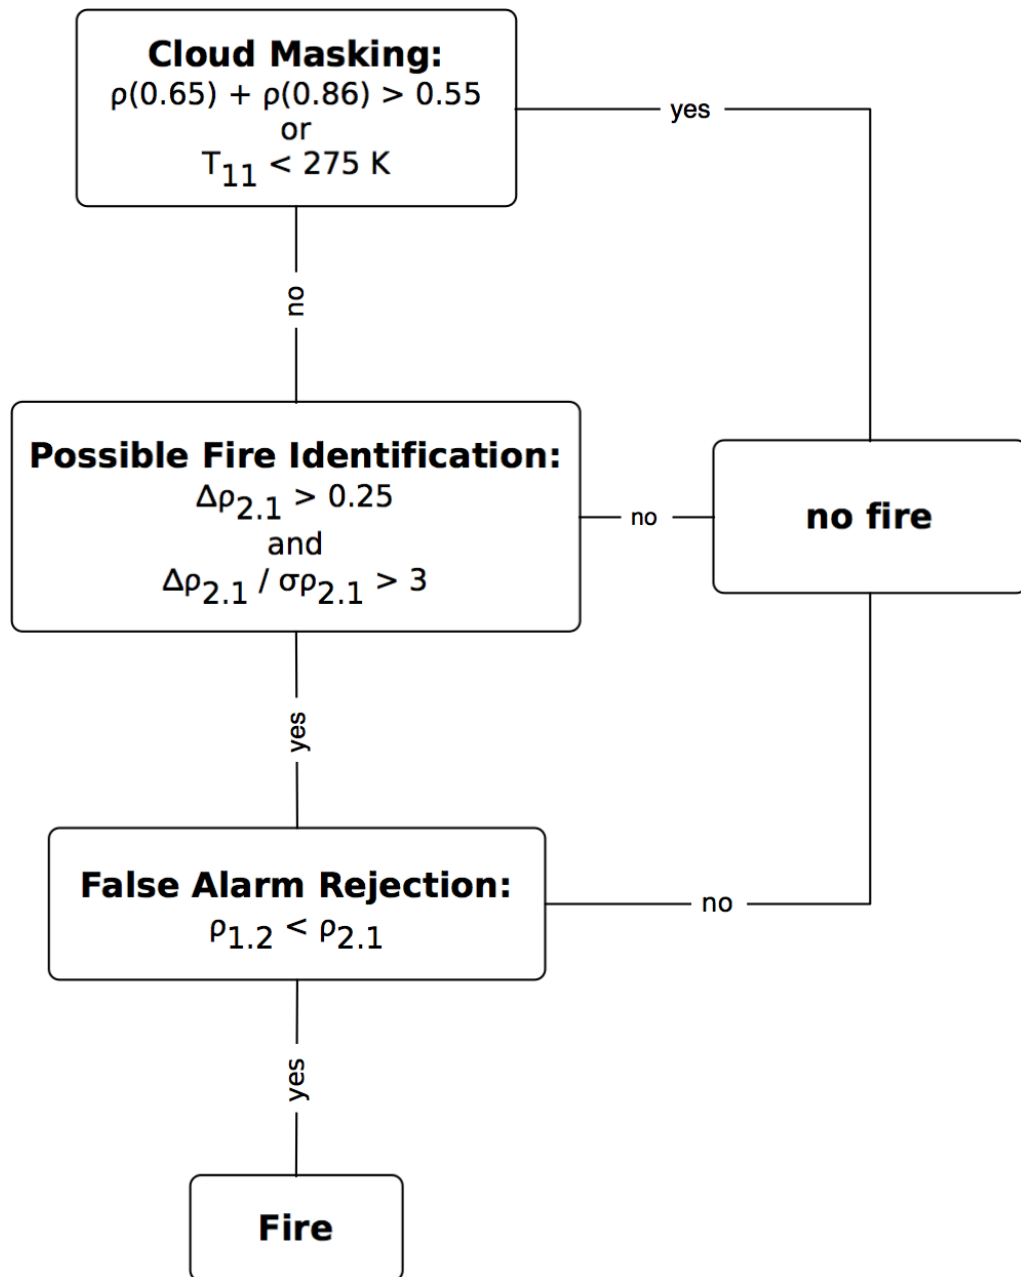 Cloud Masking:
ρ(0.65) + ρ(0.86) > 0.55
or
T11 < 275 K
yes
no
Possible Fire Identification:
Δρ2.1 > 0.25
and
Δρ2.1 / σρ2.1 > 3
no
no fire
yes
False Alarm Rejection:
ρ1.2 < ρ2.1
no
yes
Fire